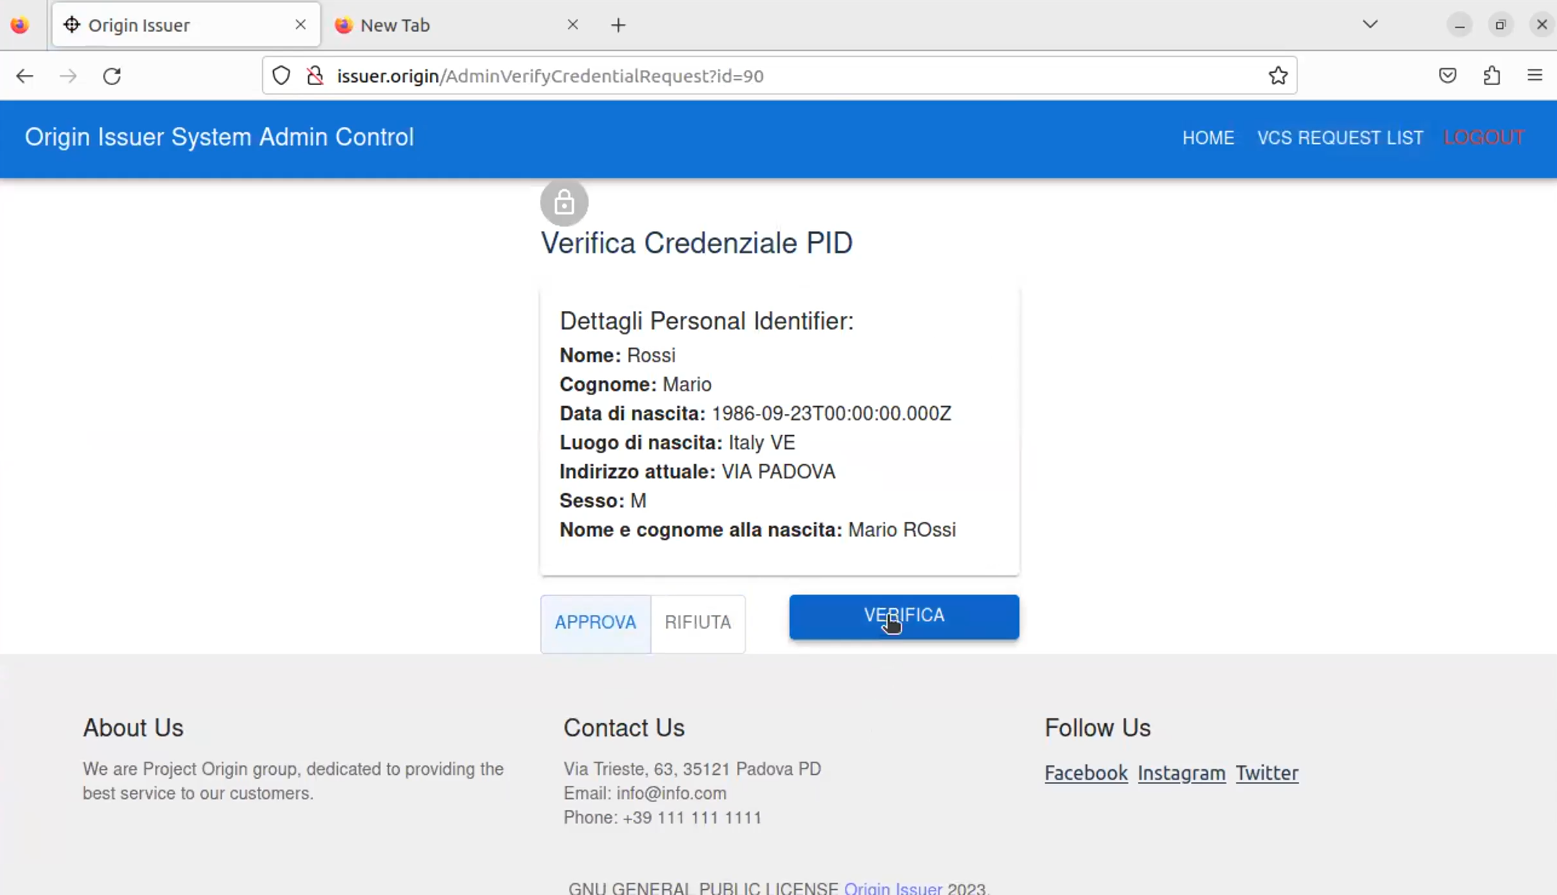 Origin Issuer
New Tab
issuer.origin/AdminVerifyCredentialRequest?id=90
Origin Issuer System Admin Control
HOME VCS REQUEST LIST LOGOUT
Verifica Credenziale PID
Dettagli Personal Identifier:
Nome: Rossi
Cognome: Mario
Data di nascita: 1986-09-23T00:00:00.000Z
Luogo di nascita: Italy VE
Indirizzo attuale: VIA PADOVA
Sesso: M
Nome e cognome alla nascita: Mario ROssi
APPROVA RIFIUTA VERIFICA
About Us
We are Project Origin group, dedicated to providing the
best service to our customers.
Contact Us
Via Trieste, 63, 35121 Padova PD
Email: info@info.com
Phone: +39 111 111 1111
Follow Us
Facebook Instagram Twitter
GNU GENERAL PUBLIC LICENSE Origin Issuer 2023.